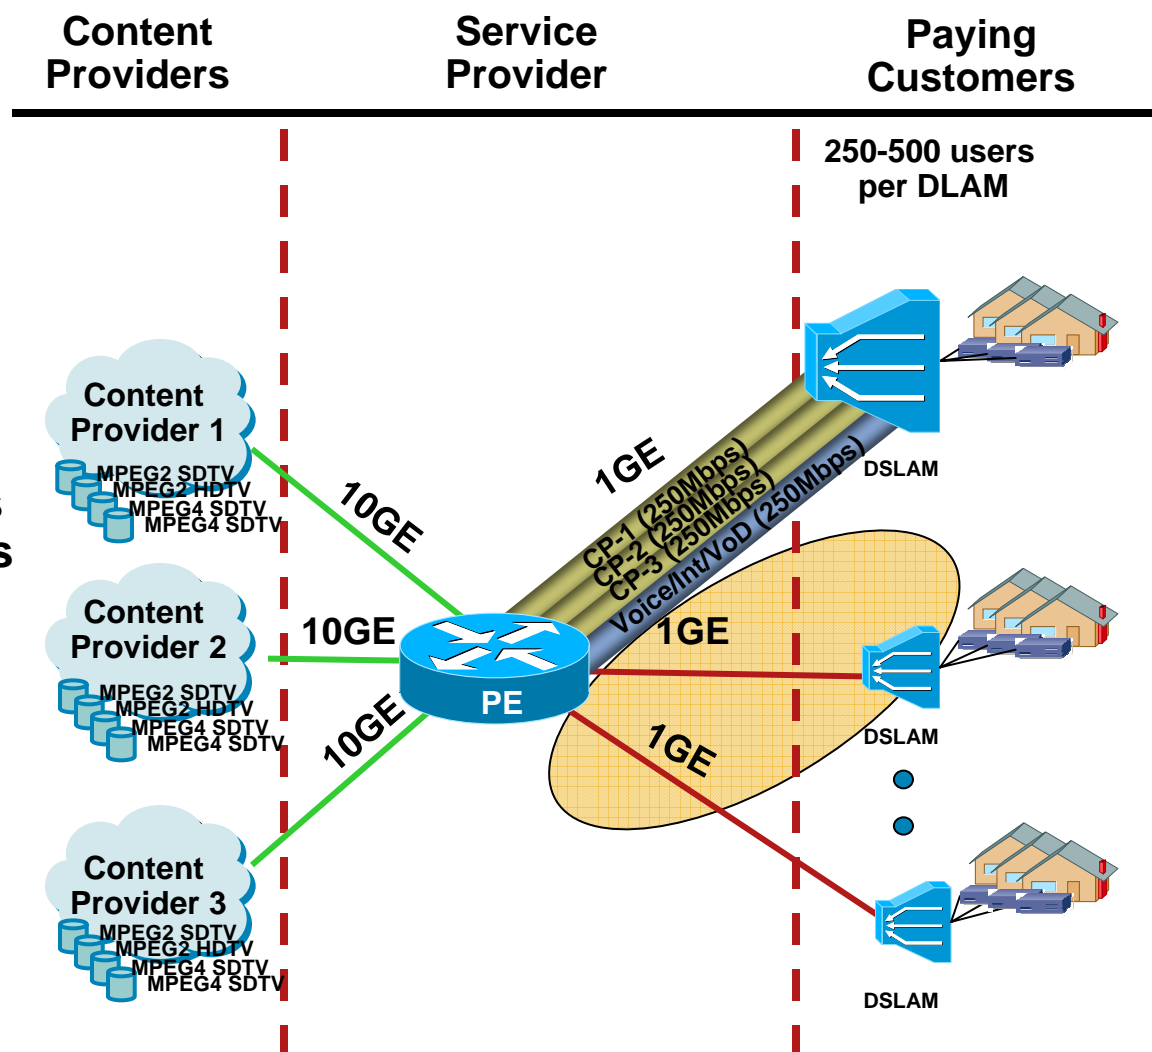 Content
Providers
Service
Provider
Paying
Customers
250-500 users
per DLAM
Content
Provider 1
MPEG2 SDTV
MPEG2 HDTV
MPEG4 SDTV
MPEG4 SDTV
10GE
1GE
CP-1 (250Mbps)
CP-2 (250Mbps)
CP-3 (250Mbps)
Voice/Int/VoD (250Mbps)
DSLAM
s
s
Content
Provider 2
MPEG2 SDTV
MPEG2 HDTV
MPEG4 SDTV
MPEG4 SDTV
10GE
PE
1GE
DSLAM
10GE
1GE
Content
Provider 3
MPEG2 SDTV
MPEG2 HDTV
MPEG4 SDTV
MPEG4 SDTV
DSLAM